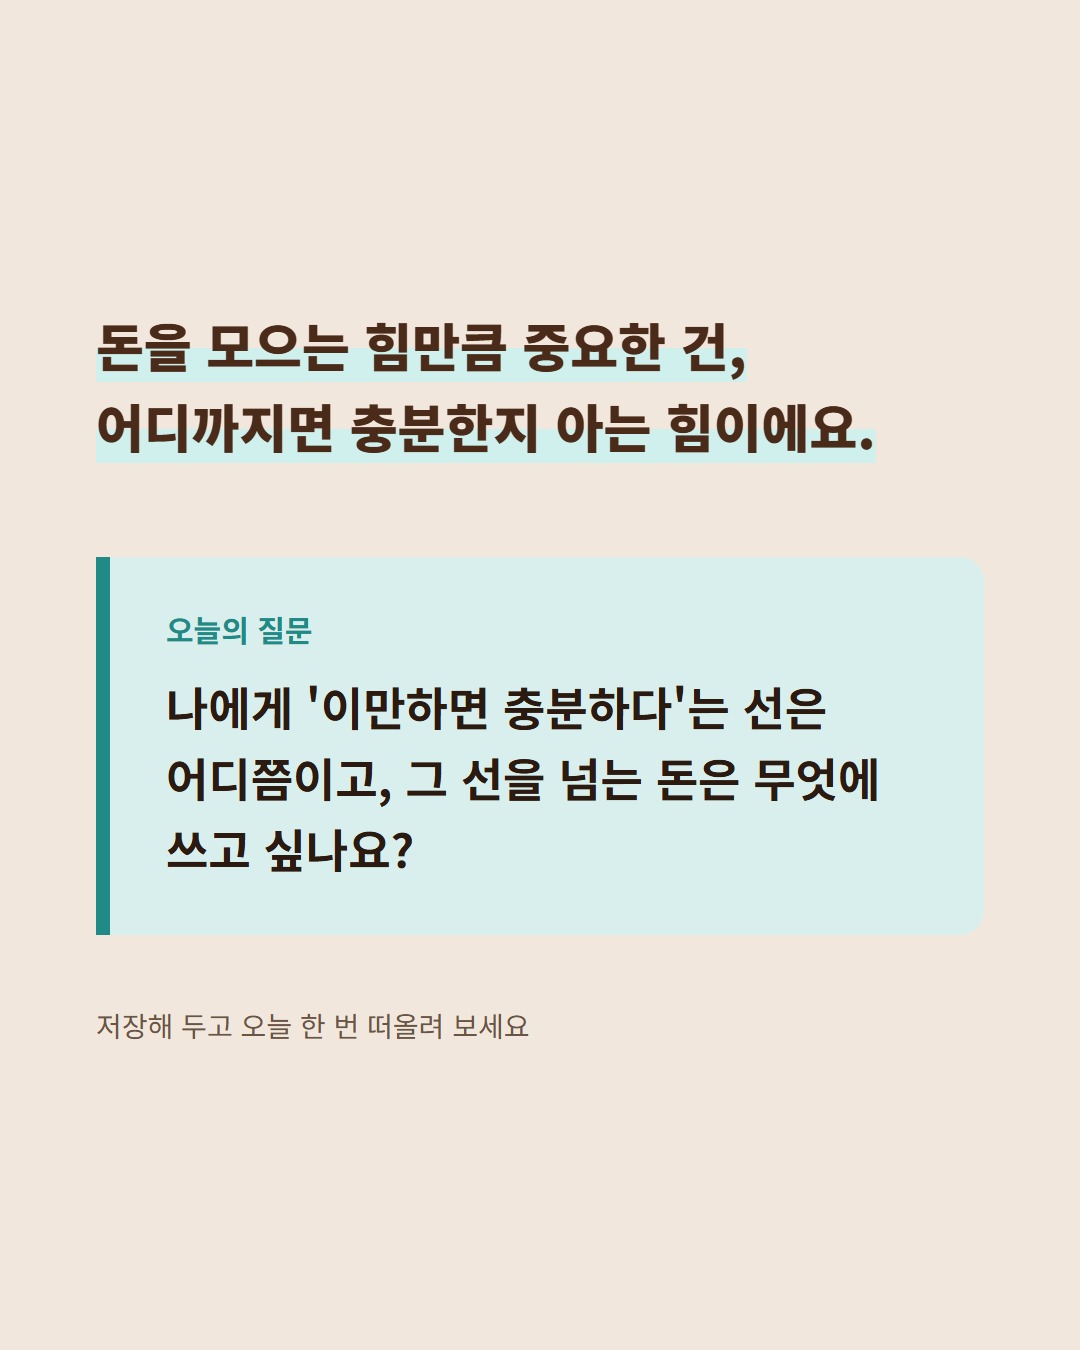 돈을 모으는 힘만큼 중요한 건,
어디까지면 충분한지 아는 힘이에요.
오늘의 질문
나에게 '이만하면 충분하다'는 선은
어디쯤이고, 그 선을 넘는 돈은 무엇에
쓰고 싶나요?
저장해 두고 오늘 한 번 떠올려 보세요